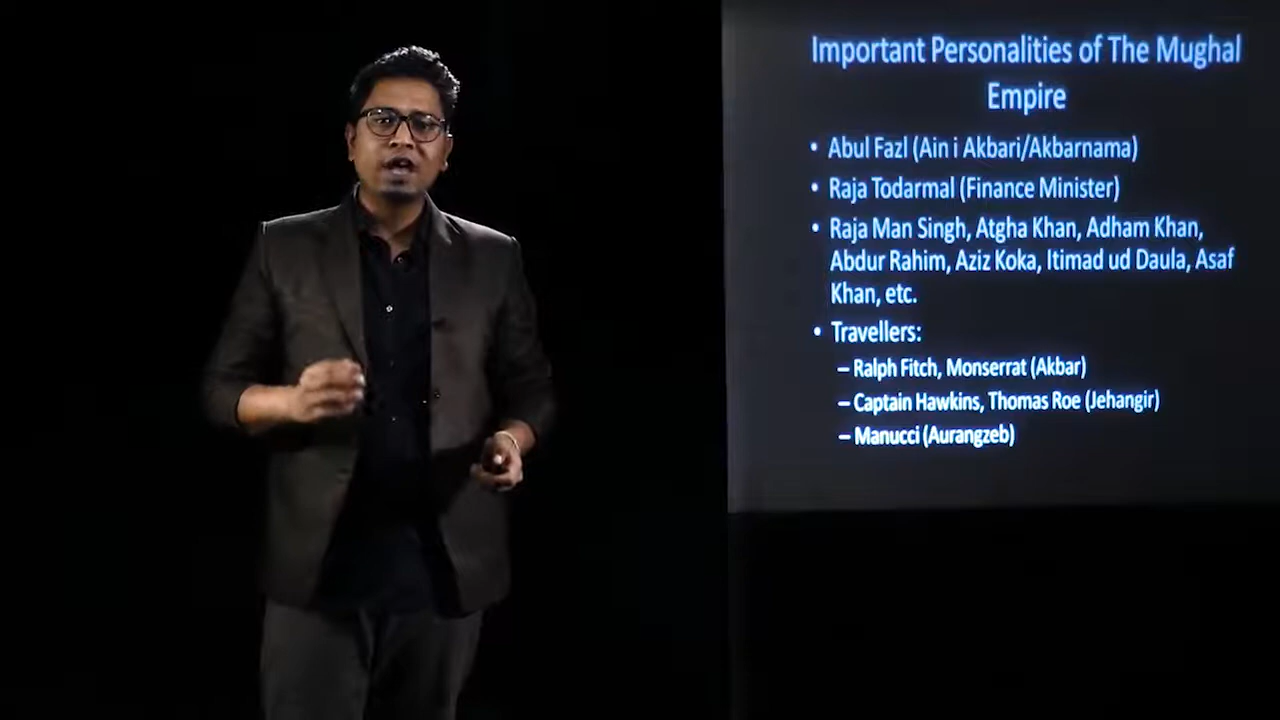 Important Personalities of The Mughal
Empire
• Abul Fazl (Ain i Akbari/Akbarnama)
• Raja Todarmal (Finance Minister)
• Raja Man Singh, Atgha Khan, Adham Khan,
Abdur Rahim, Aziz Koka, Itimad ud Daula, Asaf
Khan, etc.
• Travellers:
– Ralph Fitch, Monserrat (Akbar)
– Captain Hawkins, Thomas Roe (Jehangir)
– Manucci (Aurangzeb)